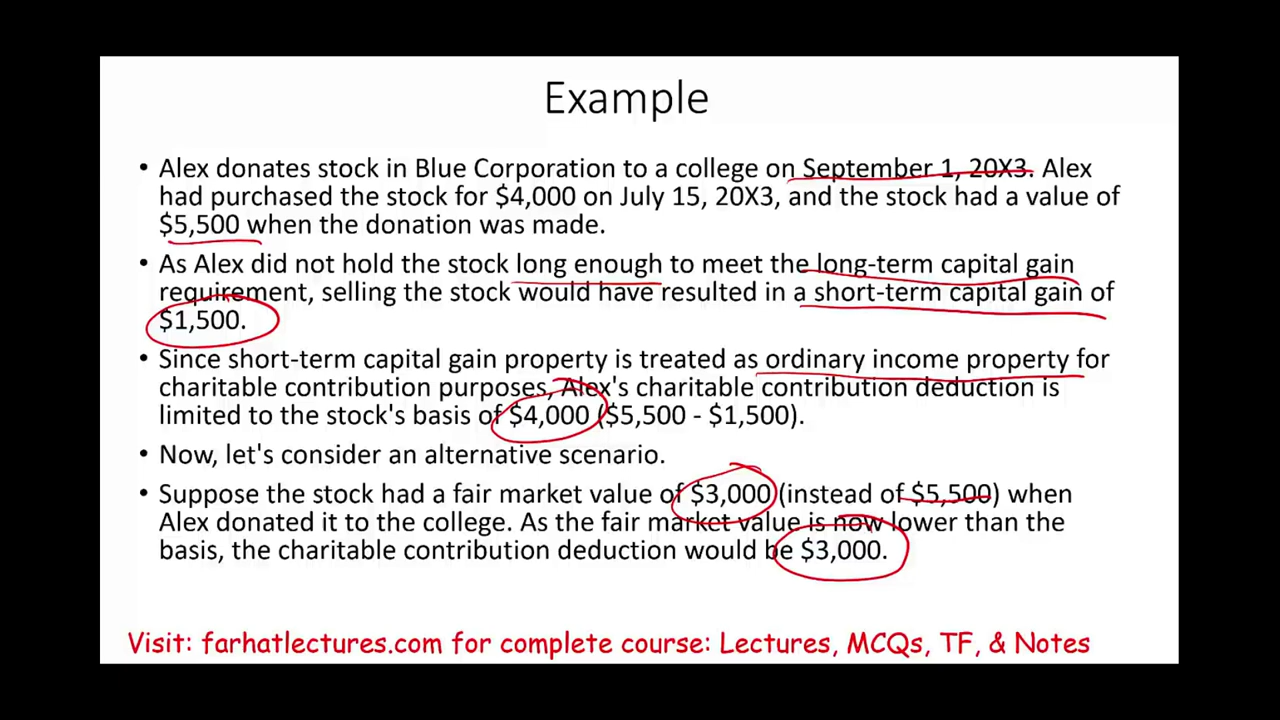 Example
• Alex donates stock in Blue Corporation to a college on September 1, 20X3. Alex
had purchased the stock for $4,000 on July 15, 20X3, and the stock had a value of
$5,500 when the donation was made.
• As Alex did not hold the stock long enough to meet the long-term capital gain
requirement, selling the stock would have resulted in a short-term capital gain of
$1,500.
• Since short-term capital gain property is treated as ordinary income property for
charitable contribution purposes, Alex's charitable contribution deduction is
limited to the stock's basis of $4,000 ($5,500 - $1,500).
• Now, let's consider an alternative scenario.
• Suppose the stock had a fair market value of $3,000 (instead of $5,500) when
Alex donated it to the college. As the fair market value is now lower than the
basis, the charitable contribution deduction would be $3,000.
Visit: farhatlectures.com for complete course: Lectures, MCQs, TF, & Notes